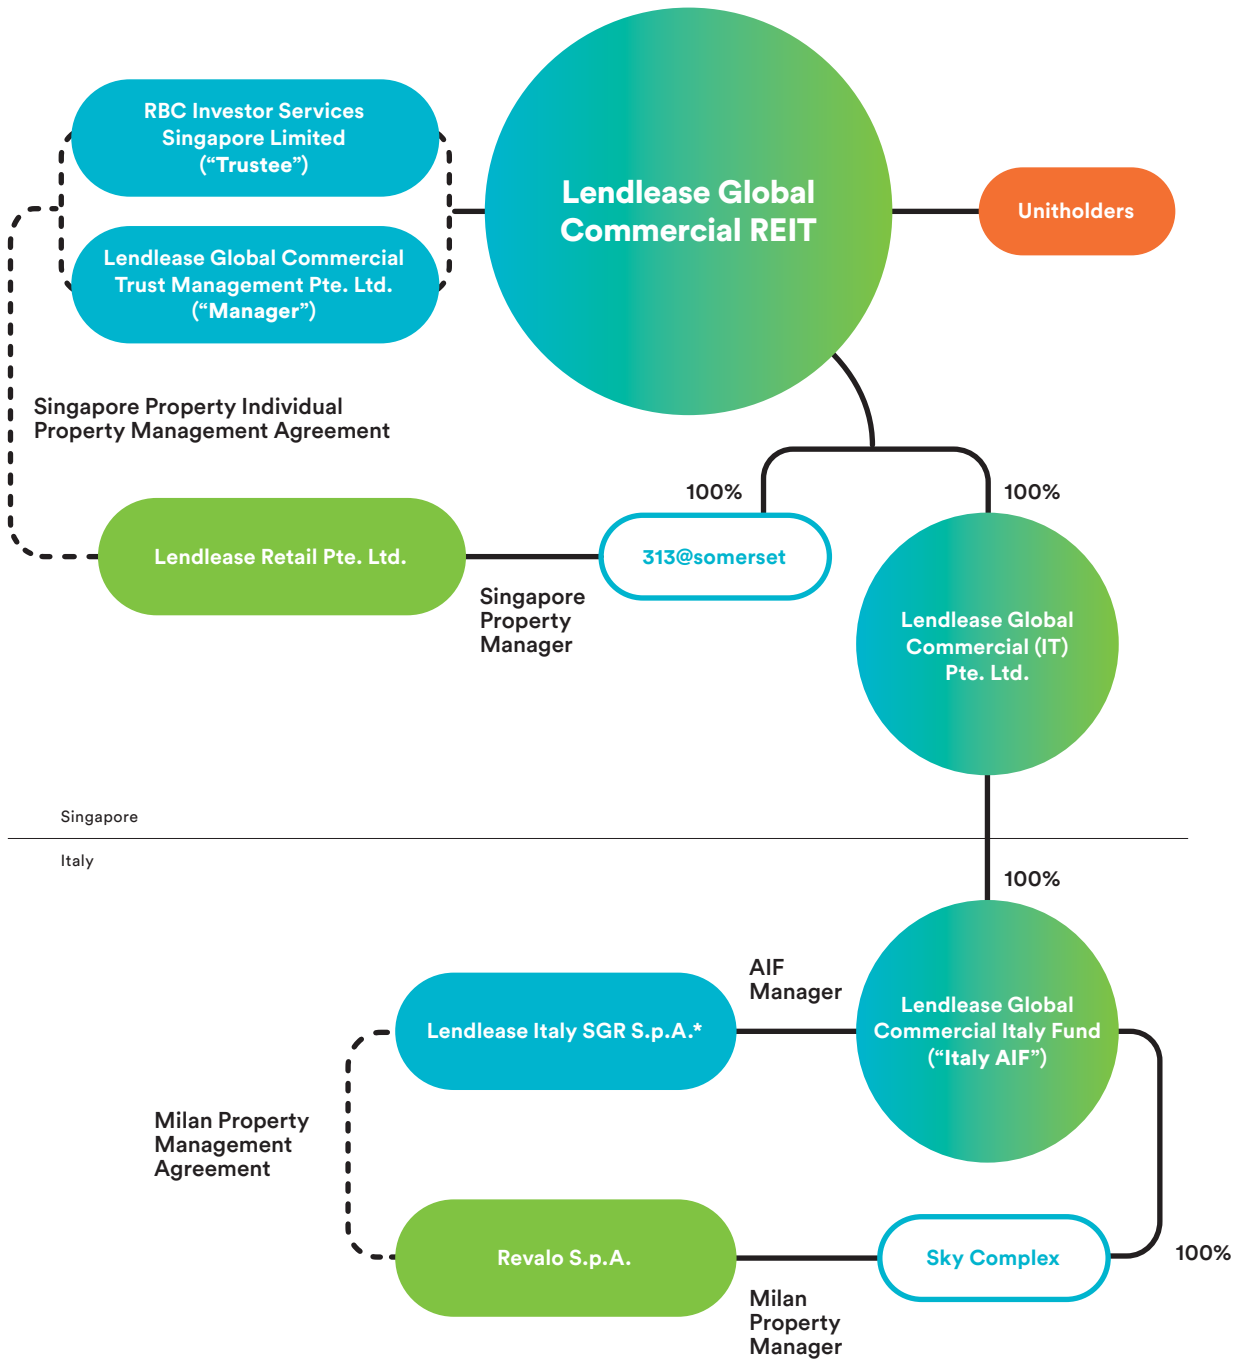 RBC Investor Services
Singapore Limited
(“Trustee”)
Lendlease Global
Commercial REIT
Unitholders
Lendlease Global Commercial
Trust Management Pte. Ltd.
(“Manager”)
Singapore Property Individual
Property Management Agreement
100%
100%
Lendlease Retail Pte. Ltd.
313@somerset
Singapore
Property
Manager
Lendlease Global
Commercial (IT)
Pte. Ltd.
Singapore
Italy
100%
AIF
Manager
Lendlease Italy SGR S.p.A.*
Lendlease Global
Commercial Italy Fund
(“Italy AIF”)
Milan Property
Management
Agreement
Revalo S.p.A.
Sky Complex
100%
Milan
Property
Manager